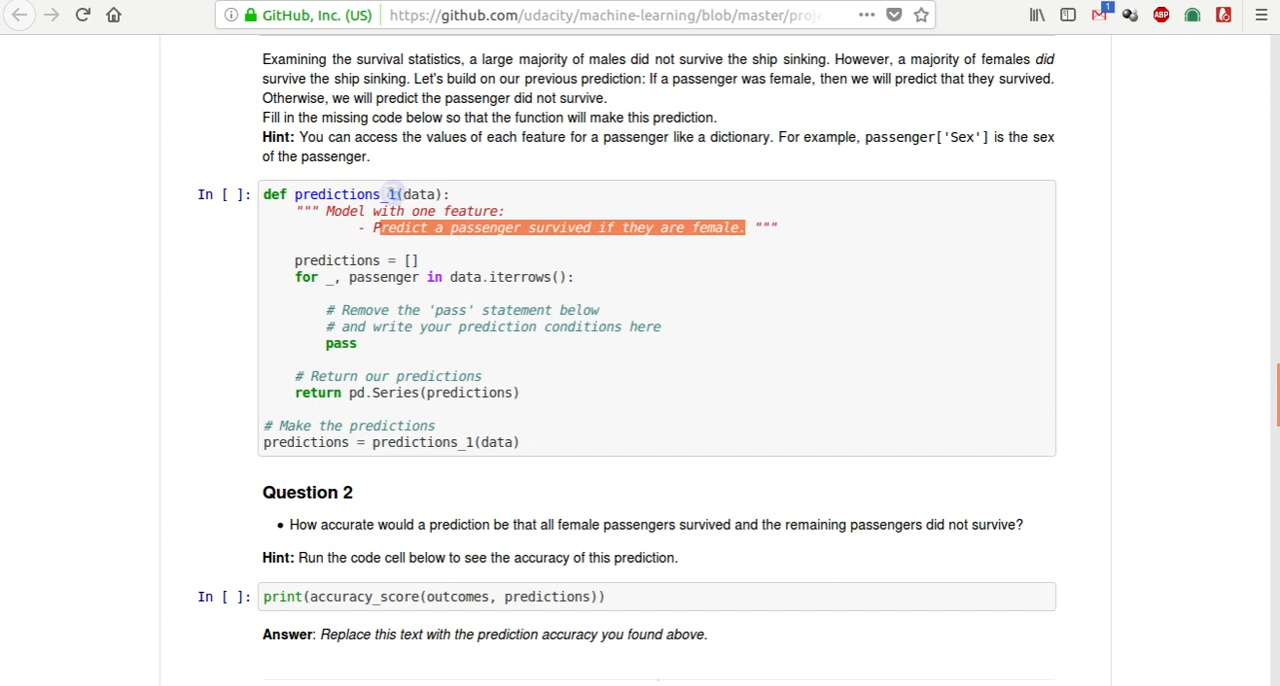 GitHub, Inc. (US) https://github.com/udacity/machine-learning/blob/master/proje
1
ABP
Examining the survival statistics, a large majority of males did not survive the ship sinking. However, a majority of females did
survive the ship sinking. Let's build on our previous prediction: If a passenger was female, then we will predict that they survived.
Otherwise, we will predict the passenger did not survive.
Fill in the missing code below so that the function will make this prediction.
Hint: You can access the values of each feature for a passenger like a dictionary. For example, passenger['Sex'] is the sex
of the passenger.
In [ ]: def predictions_1(data):
""" Model with one feature:
- Predict a passenger survived if they are female. """
predictions = []
for _, passenger in data.iterrows():
# Remove the 'pass' statement below
# and write your prediction conditions here
pass
# Return our predictions
return pd.Series(predictions)
# Make the predictions
predictions = predictions_1(data)
Question 2
• How accurate would a prediction be that all female passengers survived and the remaining passengers did not survive?
Hint: Run the code cell below to see the accuracy of this prediction.
In [ ]: print(accuracy_score(outcomes, predictions))
Answer: Replace this text with the prediction accuracy you found above.